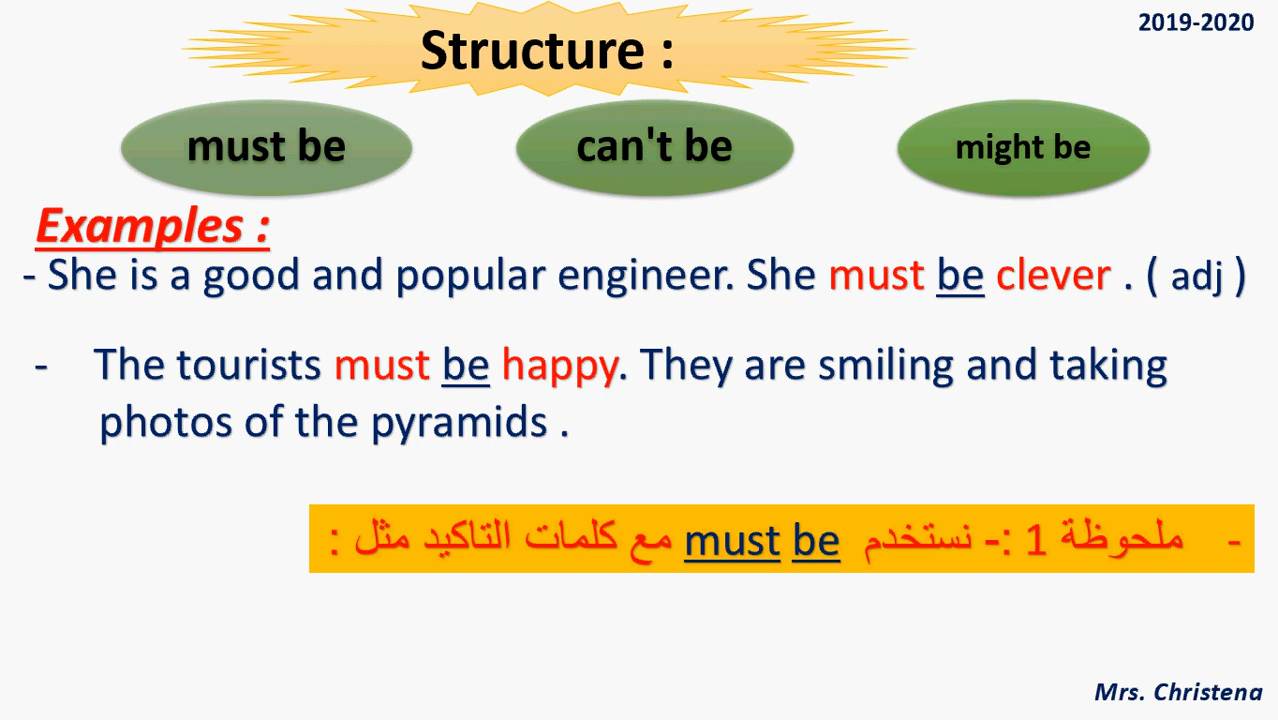 2019-2020
Structure :
must be
can't be
might be
Examples :
- She is a good and popular engineer. She must be clever . ( adj )
- The tourists must be happy. They are smiling and taking
photos of the pyramids .
- ملحوظة 1 :- نستخدم must be مع كلمات التاكيد مثل :
Mrs. Christena